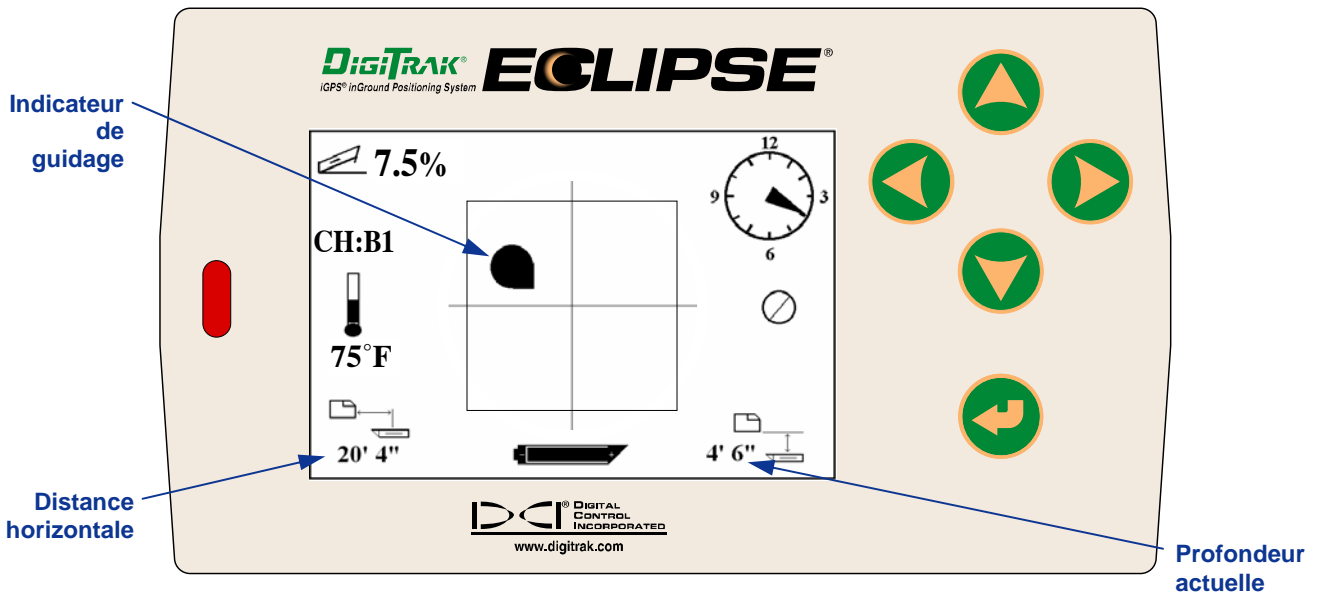 DIGITRAK® ECLIPSE®
iGPS® inGround Positioning System
Indicateur
de
guidage
7.5%
12
9
3
6
CH:B1
75°F
20' 4"
- +
4' 6"
Distance
horizontale
DCI® DIGITAL
CONTROL
INCORPORATED
www.digitrak.com
Profondeur
actuelle